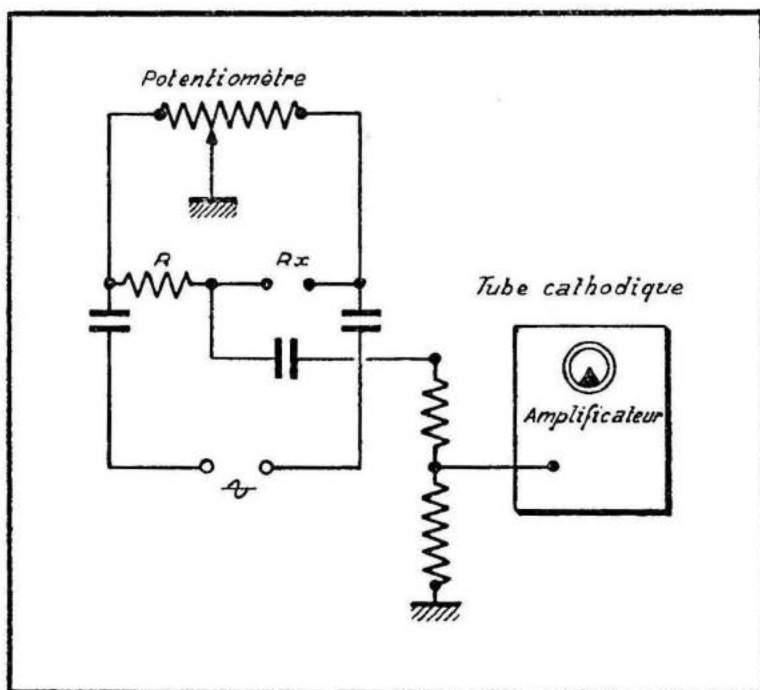 Potentiomètre
R
Rx
Tube cathodique
Amplificateur